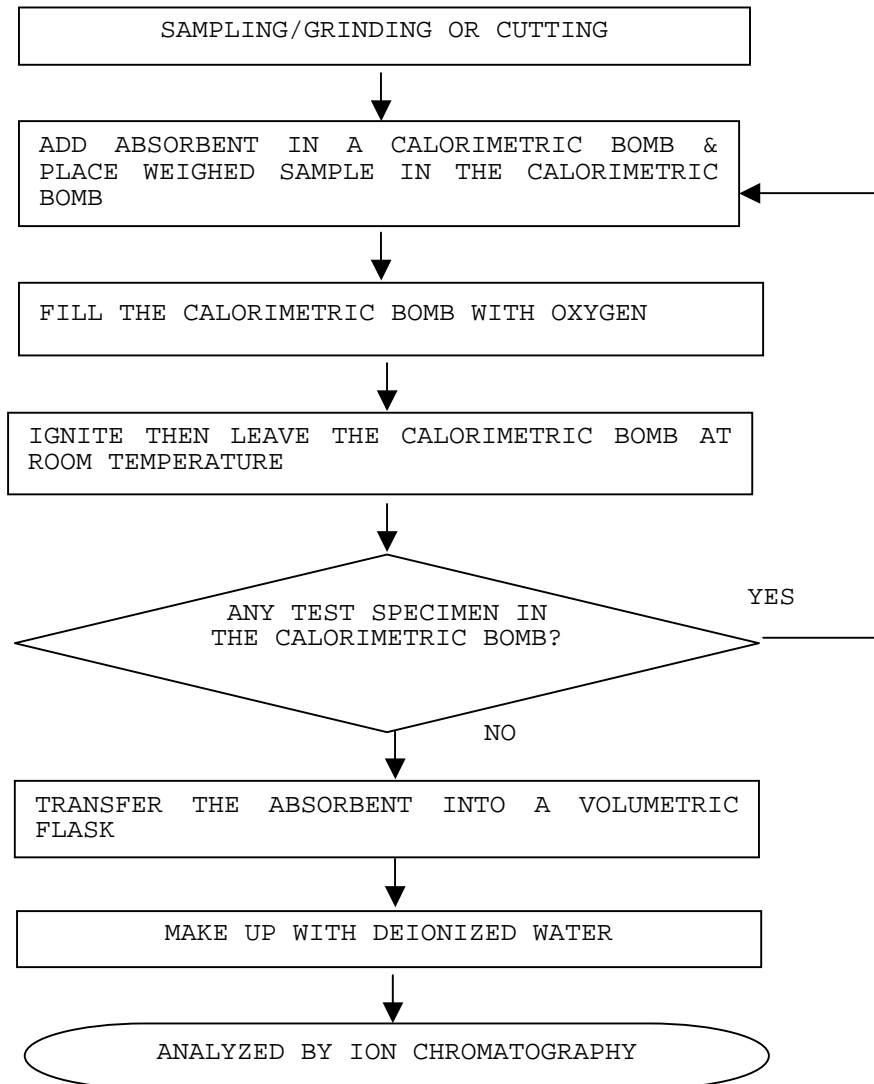 SAMPLING/GRINDING OR CUTTING
ADD ABSORBENT IN A CALORIMETRIC BOMB &
PLACE WEIGHED SAMPLE IN THE CALORIMETRIC
BOMB
FILL THE CALORIMETRIC BOMB WITH OXYGEN
IGNITE THEN LEAVE THE CALORIMETRIC BOMB AT
ROOM TEMPERATURE
ANY TEST SPECIMEN IN
THE CALORIMETRIC BOMB?
YES
NO
TRANSFER THE ABSORBENT INTO A VOLUMETRIC
FLASK
MAKE UP WITH DEIONIZED WATER
ANALYZED BY ION CHROMATOGRAPHY